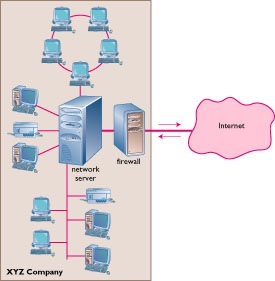 Internet
firewall
network
server
XYZ Company